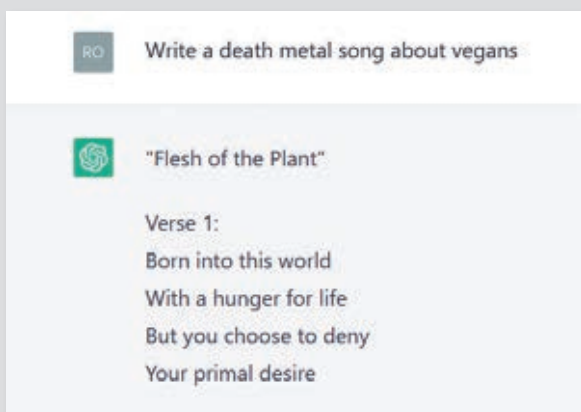 RO
Write a death metal song about vegans
"Flesh of the Plant"
Verse 1:
Born into this world
With a hunger for life
But you choose to deny
Your primal desire